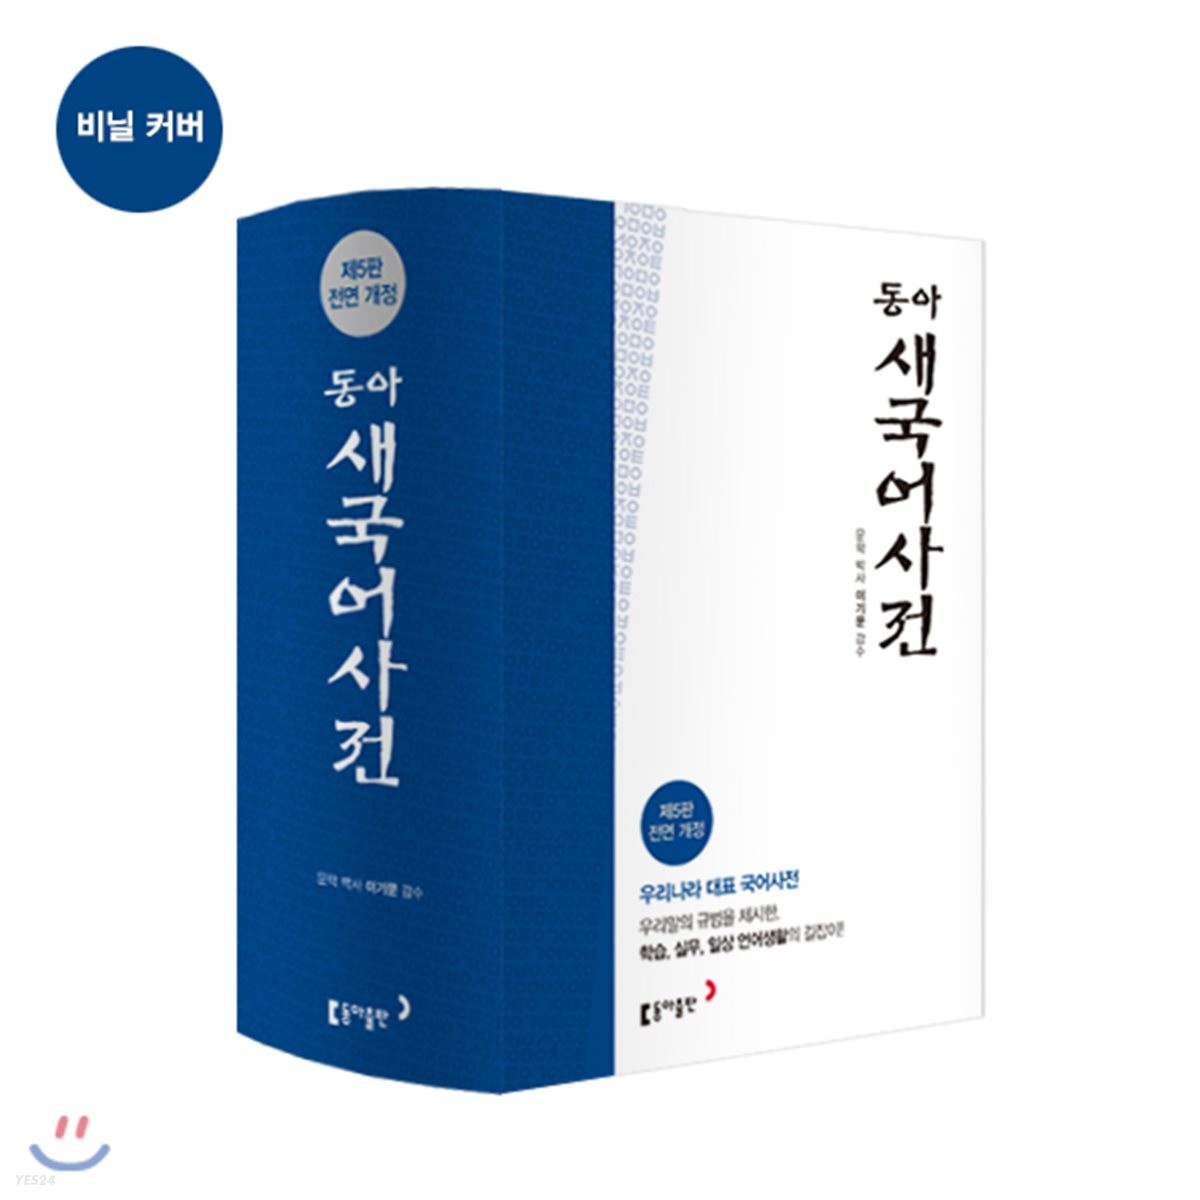 비닐 커버
제5판
전면 개정
동아
새국어사전
문학 박사 이기문 감수
동아출판
동아
새국어사전
문학 박사 이기문 감수
제5판
전면 개정
우리나라 대표 국어사전
우리말의 규범을 제시한,
학습, 실무, 일상 언어생활의 길잡이!
동아출판
YES24